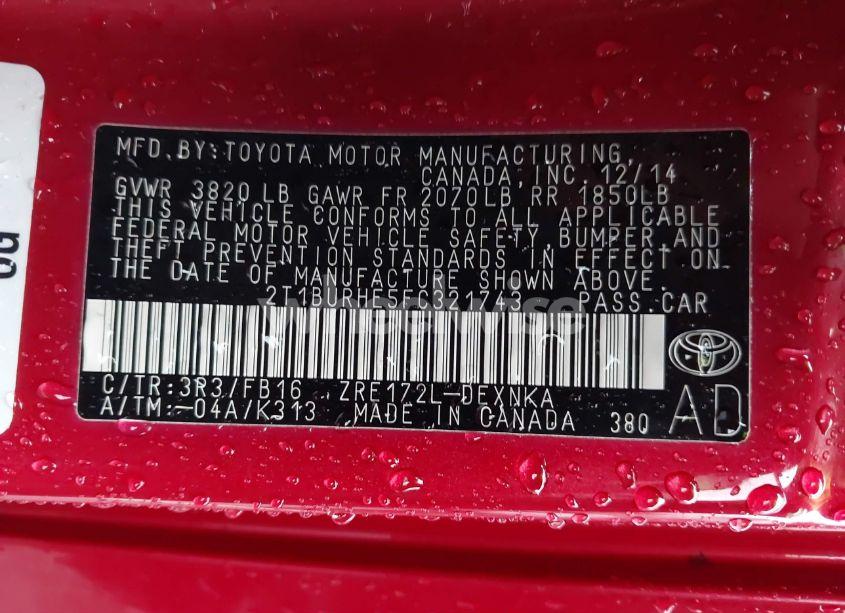 MFD.BY:TOYOTA MOTOR MANUFACTURING,
CANADA, INC. 12/14
GVWR 3820 LB GAWR FR 2070LB RR 1850LB
THIS VEHICLE CONFORMS TO ALL APPLICABLE
FEDERAL MOTOR VEHICLE SAFETY,BUMPER,AND
THEFT PREVENTION STANDARDS IN EFFECT ON
THE DATE OF MANUFACTURE SHOWN ABOVE.
2T1BURHE5FC321743 PASS CAR
wheelwise
C/TR:3R3/FB16 ZRE172L-DEXNKA
A/TM:-04A/K313 MADE IN CANADA 380
AD